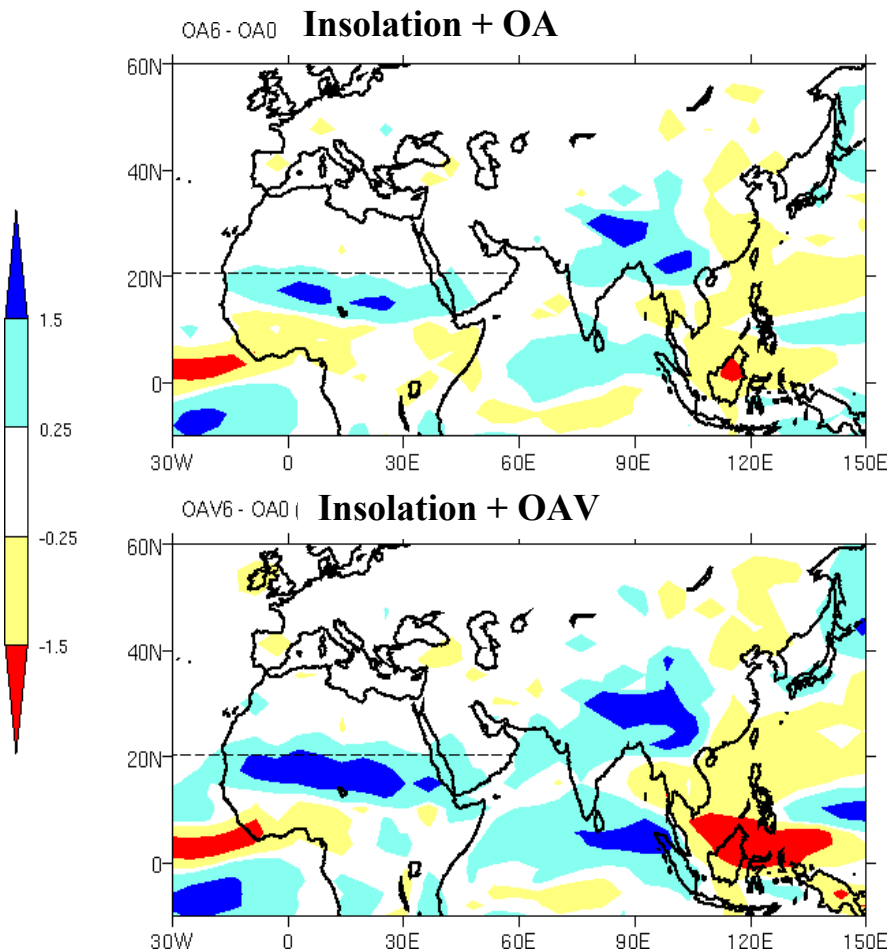 OA6 - OA0 Insolation + OA
60N
40N
20N
0
30W 0 30E 60E 90E 120E 150E
1.5
0.25
-0.25
-1.5
OAV6 - OA0 ( Insolation + OAV
60N
40N
20N
0
30W 0 30E 60E 90E 120E 150E